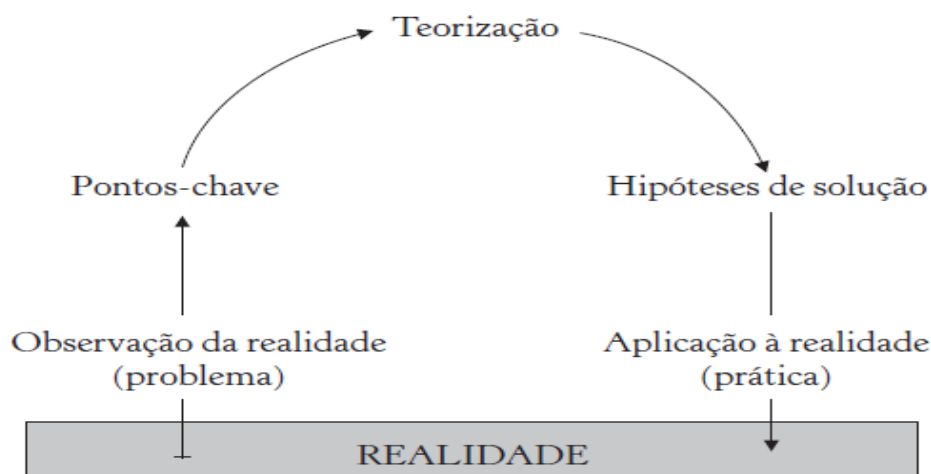 Teorização
Pontos-chave
Hipóteses de solução
Observação da realidade
(problema)
Aplicação à realidade
(prática)
REALIDADE